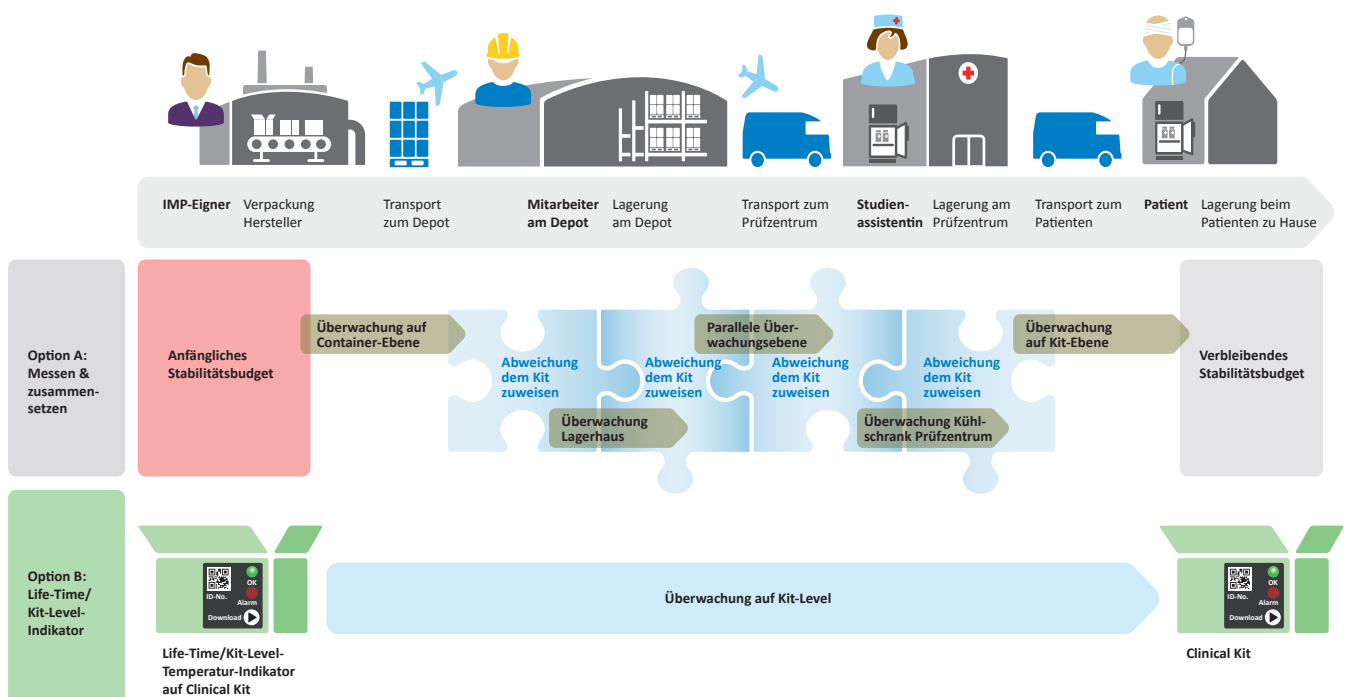 IMP-Eigner
Verpackung
Hersteller
Transport
zum Depot
Mitarbeiter
am Depot
Lagerung
am Depot
Transport zum
Prüfzentrum
Studien-
assistentin
Lagerung am
Prüfzentrum
Transport zum
Patienten
Patient
Lagerung beim
Patienten zu Hause
Option A:
Messen &
zusammen-
setzen
Anfängliches
Stabilitätsbudget
Überwachung auf
Container-Ebene
Abweichung
dem Kit
zuweisen
Überwachung
Lagerhaus
Abweichung
dem Kit
zuweisen
Parallele Über-
wachungsebene
Abweichung
dem Kit
zuweisen
Überwachung Kühl-
schrank Prüfzentrum
Abweichung
dem Kit
zuweisen
Überwachung
auf Kit-Ebene
Verbleibendes
Stabilitätsbudget
Option B:
Life-Time/
Kit-Level-
Indikator
OK
ID-No.
Alarm
Download
Life-Time/Kit-Level-
Temperatur-Indikator
auf Clinical Kit
Überwachung auf Kit-Level
OK
ID-No.
Alarm
Download
Clinical Kit